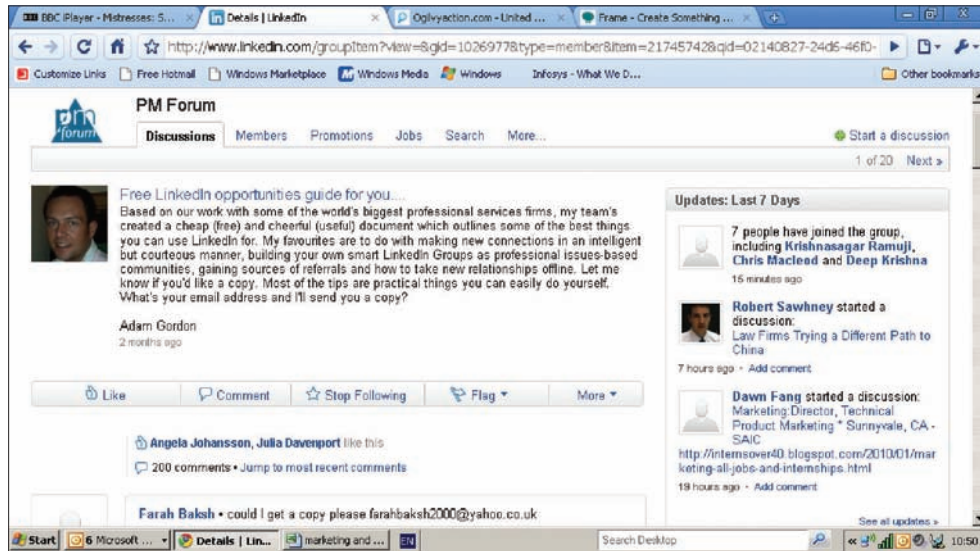 BBC iPlayer - Mistresses: S...
Details | LinkedIn
Ogilvyaction.com - United ...
Frame - Create Something ...
http://www.linkedin.com/groupItem?view=&gid=1026977&type=member&item=21745742&qid=02140827-24d6-46f0-
Customize Links
Free Hotmail
Windows Marketplace
Windows Media
Windows
Infosys - What We D...
Other bookmarks
pm forum
PM Forum
Discussions
Members
Promotions
Jobs
Search
More...
Start a discussion
1 of 20 Next »
Free LinkedIn opportunities guide for you....
Based on our work with some of the world's biggest professional services firms, my team's
created a cheap (free) and cheerful (useful) document which outlines some of the best things
you can use LinkedIn for. My favourites are to do with making new connections in an intelligent
but courteous manner, building your own smart LinkedIn Groups as professional issues-based
communities, gaining sources of referrals and how to take new relationships offline. Let me
know if you'd like a copy. Most of the tips are practical things you can easily do yourself.
What's your email address and I'll send you a copy?
Adam Gordon
2 months ago
Like
Comment
Stop Following
Flag
More
Angela Johansson, Julia Davenport like this
200 comments • Jump to most recent comments
Farah Baksh • could I get a copy please farahbaksh2000@yahoo.co.uk
Updates: Last 7 Days
7 people have joined the group,
including Krishnasagar Ramuji,
Chris Macleod and Deep Krishna
15 minutes ago
Robert Sawhney started a
discussion:
Law Firms Trying a Different Path to
China
7 hours ago • Add comment
Dawn Fang started a discussion:
Marketing:Director, Technical
Product Marketing * Sunnyvale, CA -
SAIC
http://internsover40.blogspot.com/2010/01/mar
keting-all-jobs-and-internships.html
19 hours ago • Add comment
See all updates »
Start
6 Microsoft ...
Details | Lin...
marketing and ...
EN
Search Desktop
10:58